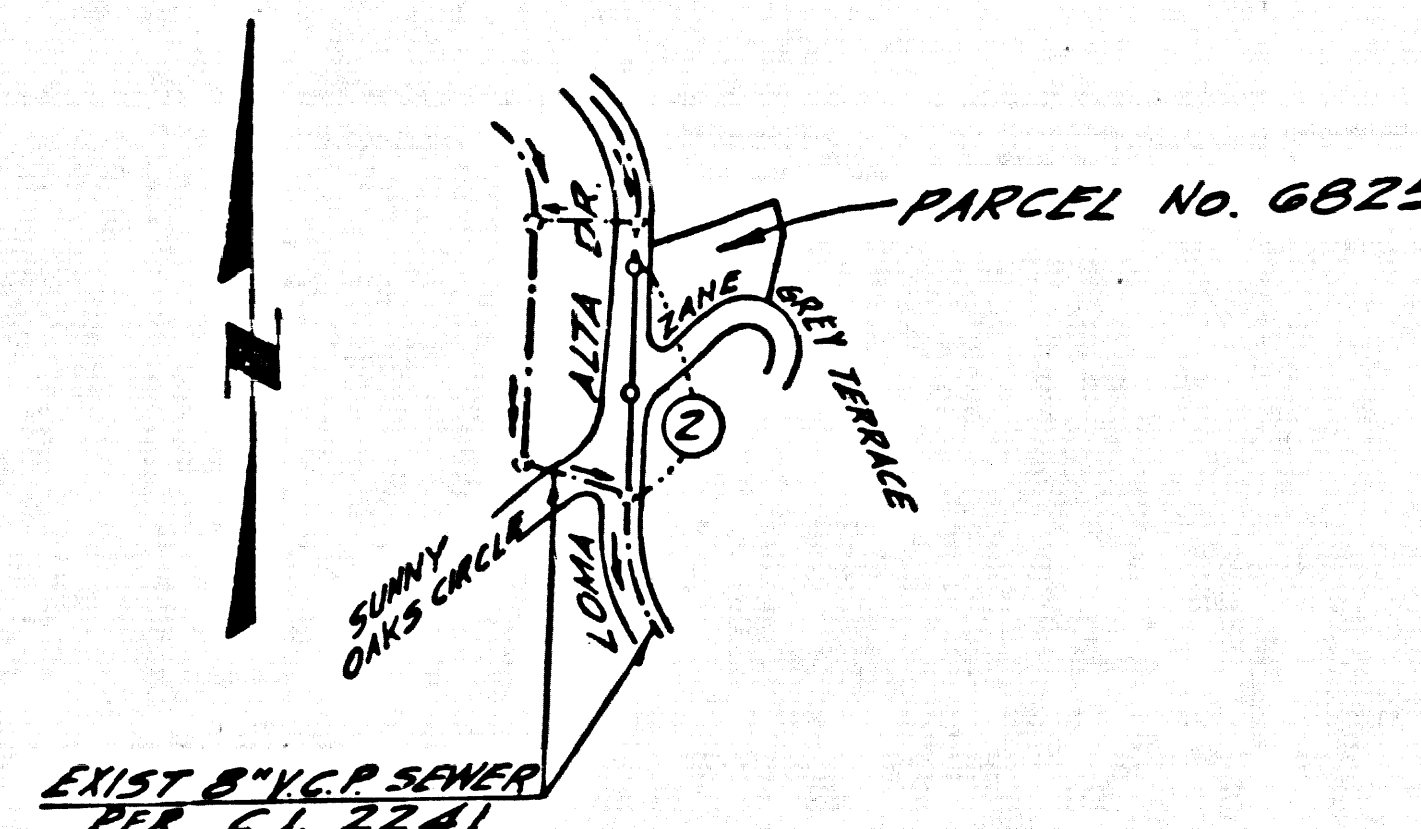 N
PARCEL No. 6825
ALTA DR.
ZANE
GREY TERRACE
2
SUNNY
OAKS CIRCLE
LOMA
EXIST 8" V.C.P. SEWER
PER C.I. 2241